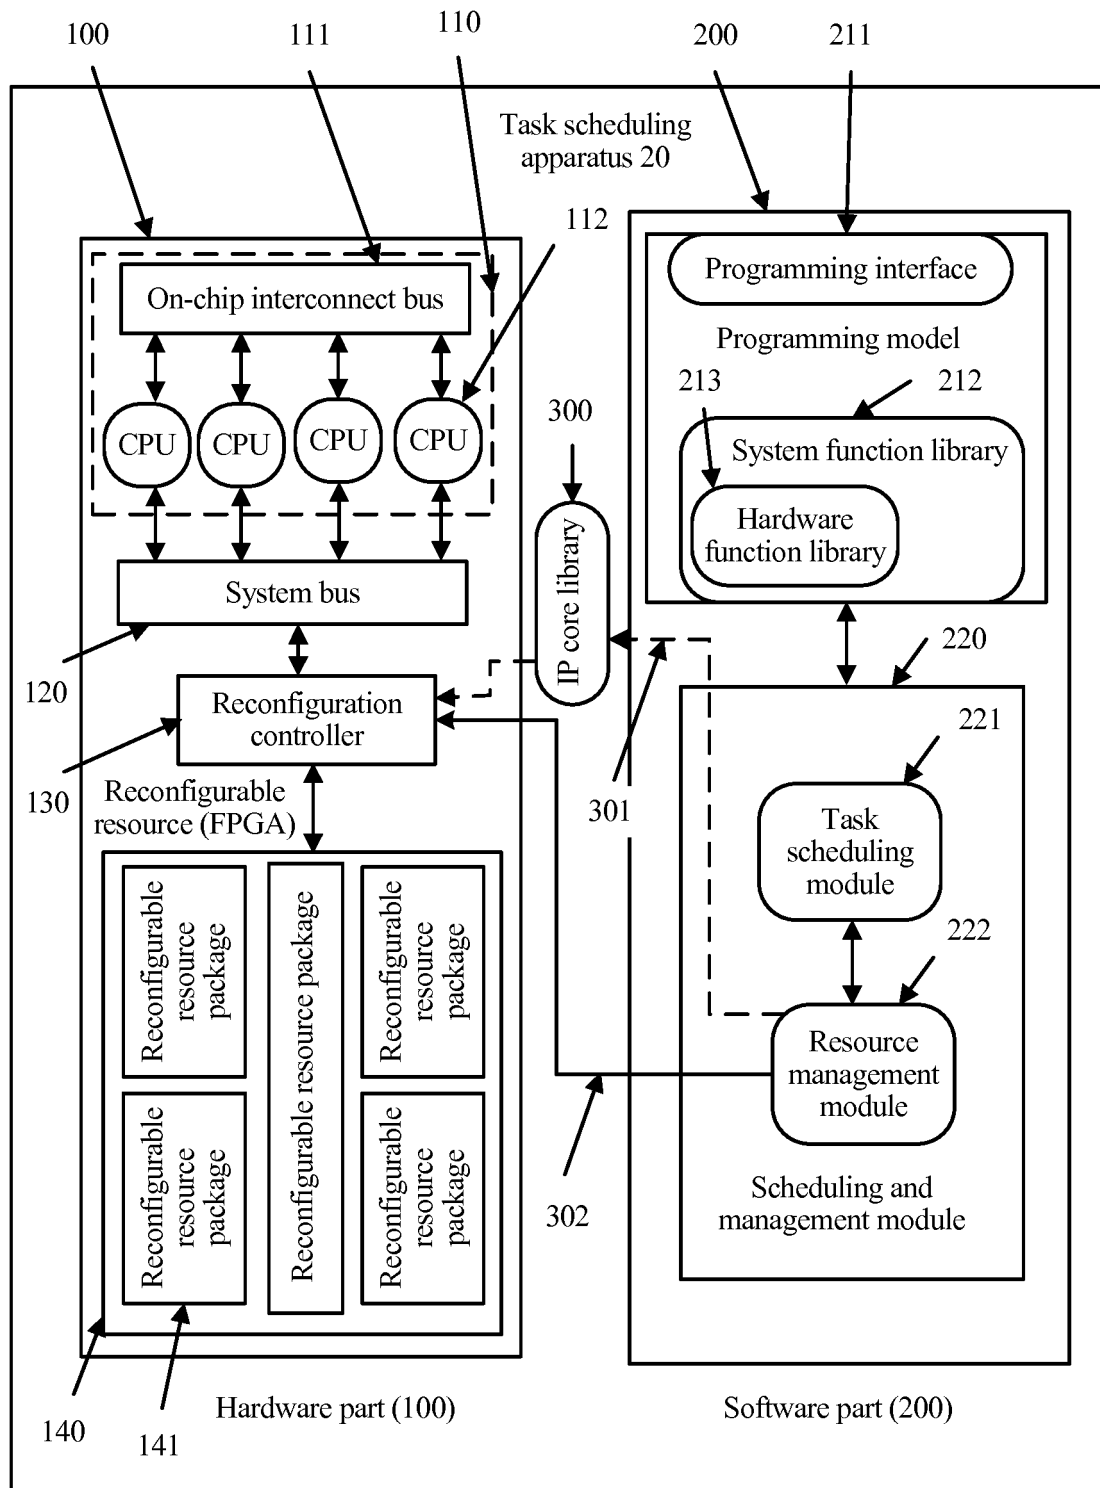 100
111
110
200
211
Task scheduling
apparatus 20
112
On-chip interconnect bus
CPU
CPU
CPU
CPU
System bus
120
Reconfiguration
controller
130
Reconfigurable
resource (FPGA)
Reconfigurable
resource
package
Reconfigurable
resource
package
Reconfigurable resource package
Reconfigurable
resource
package
Reconfigurable
resource
package
140
141
Hardware part (100)
300
IP core library
301
302
Programming interface
Programming model
213
212
System function library
Hardware
function library
220
221
Task
scheduling
module
222
Resource
management
module
Scheduling and
management module
Software part (200)